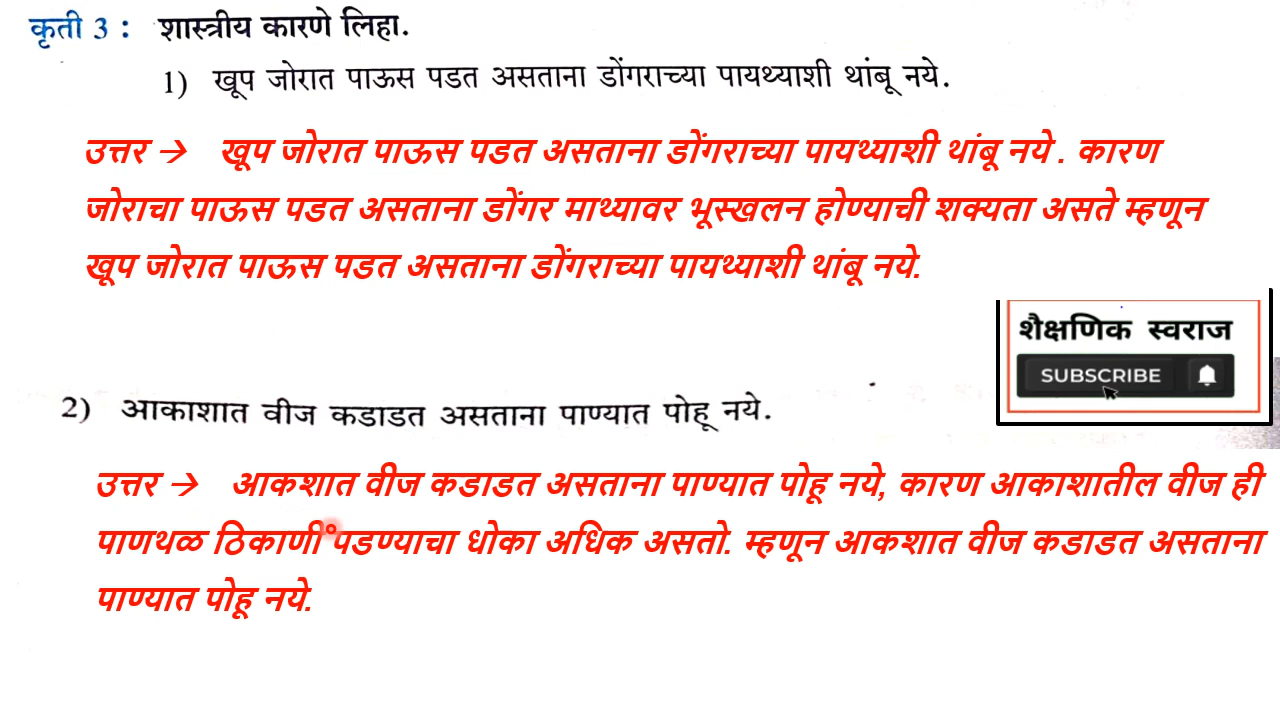 कृती 3 : शास्त्रीय कारणे लिहा.
1) खूप जोरात पाऊस पडत असताना डोंगराच्या पायथ्याशी थांबू नये.
उत्तर → खूप जोरात पाऊस पडत असताना डोंगराच्या पायथ्याशी थांबू नये . कारण
जोराचा पाऊस पडत असताना डोंगर माथ्यावर भूस्खलन होण्याची शक्यता असते म्हणून
खूप जोरात पाऊस पडत असताना डोंगराच्या पायथ्याशी थांबू नये.
शैक्षणिक स्वराज
SUBSCRIBE
2) आकाशात वीज कडाडत असताना पाण्यात पोहू नये.
उत्तर → आकशात वीज कडाडत असताना पाण्यात पोहू नये, कारण आकाशातील वीज ही
पाणथळ ठिकाणी पडण्याचा धोका अधिक असतो. म्हणून आकशात वीज कडाडत असताना
पाण्यात पोहू नये.